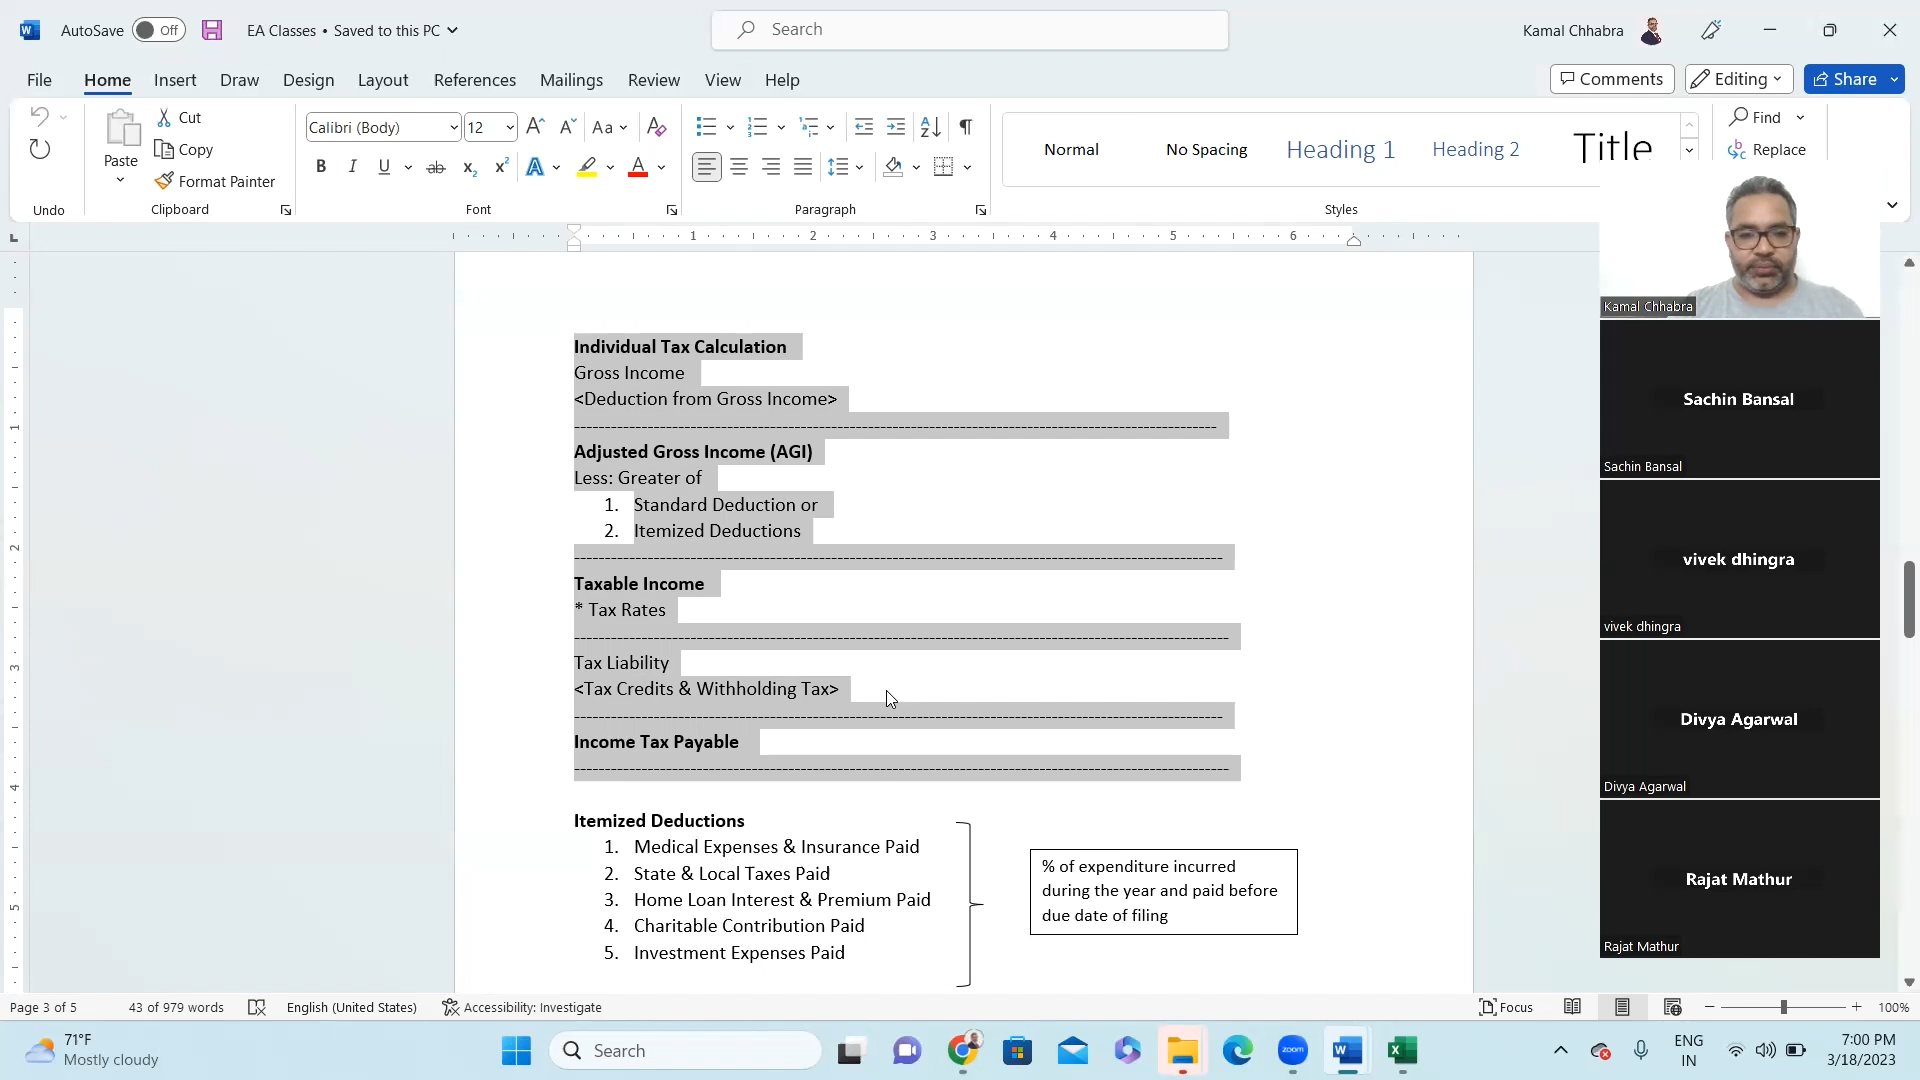 AutoSave Off EA Classes • Saved to this PC Search Kamal Chhabra
File Home Insert Draw Design Layout References Mailings Review View Help Comments Editing Share
Calibri (Body) 12
Paste Cut
Copy
Format Painter
Aa
Normal No Spacing Heading 1 Heading 2 Title
Find
Replace
Undo Clipboard Font Paragraph Styles
1 2 3 4 5 6
Kamal Chhabra
Individual Tax Calculation
Gross Income
<Deduction from Gross Income>
Adjusted Gross Income (AGI)
Less: Greater of
1. Standard Deduction or
2. Itemized Deductions
Taxable Income
* Tax Rates
Tax Liability
<Tax Credits & Withholding Tax>
Income Tax Payable
Itemized Deductions
1. Medical Expenses & Insurance Paid
2. State & Local Taxes Paid
3. Home Loan Interest & Premium Paid
4. Charitable Contribution Paid
5. Investment Expenses Paid
% of expenditure incurred
during the year and paid before
due date of filing
Sachin Bansal
Sachin Bansal
vivek dhingra
vivek dhingra
Divya Agarwal
Divya Agarwal
Rajat Mathur
Rajat Mathur
Page 3 of 5 43 of 979 words English (United States) Accessibility: Investigate Focus 100%
71°F
Mostly cloudy
Search
zoom
ENG
IN
7:00 PM
3/18/2023